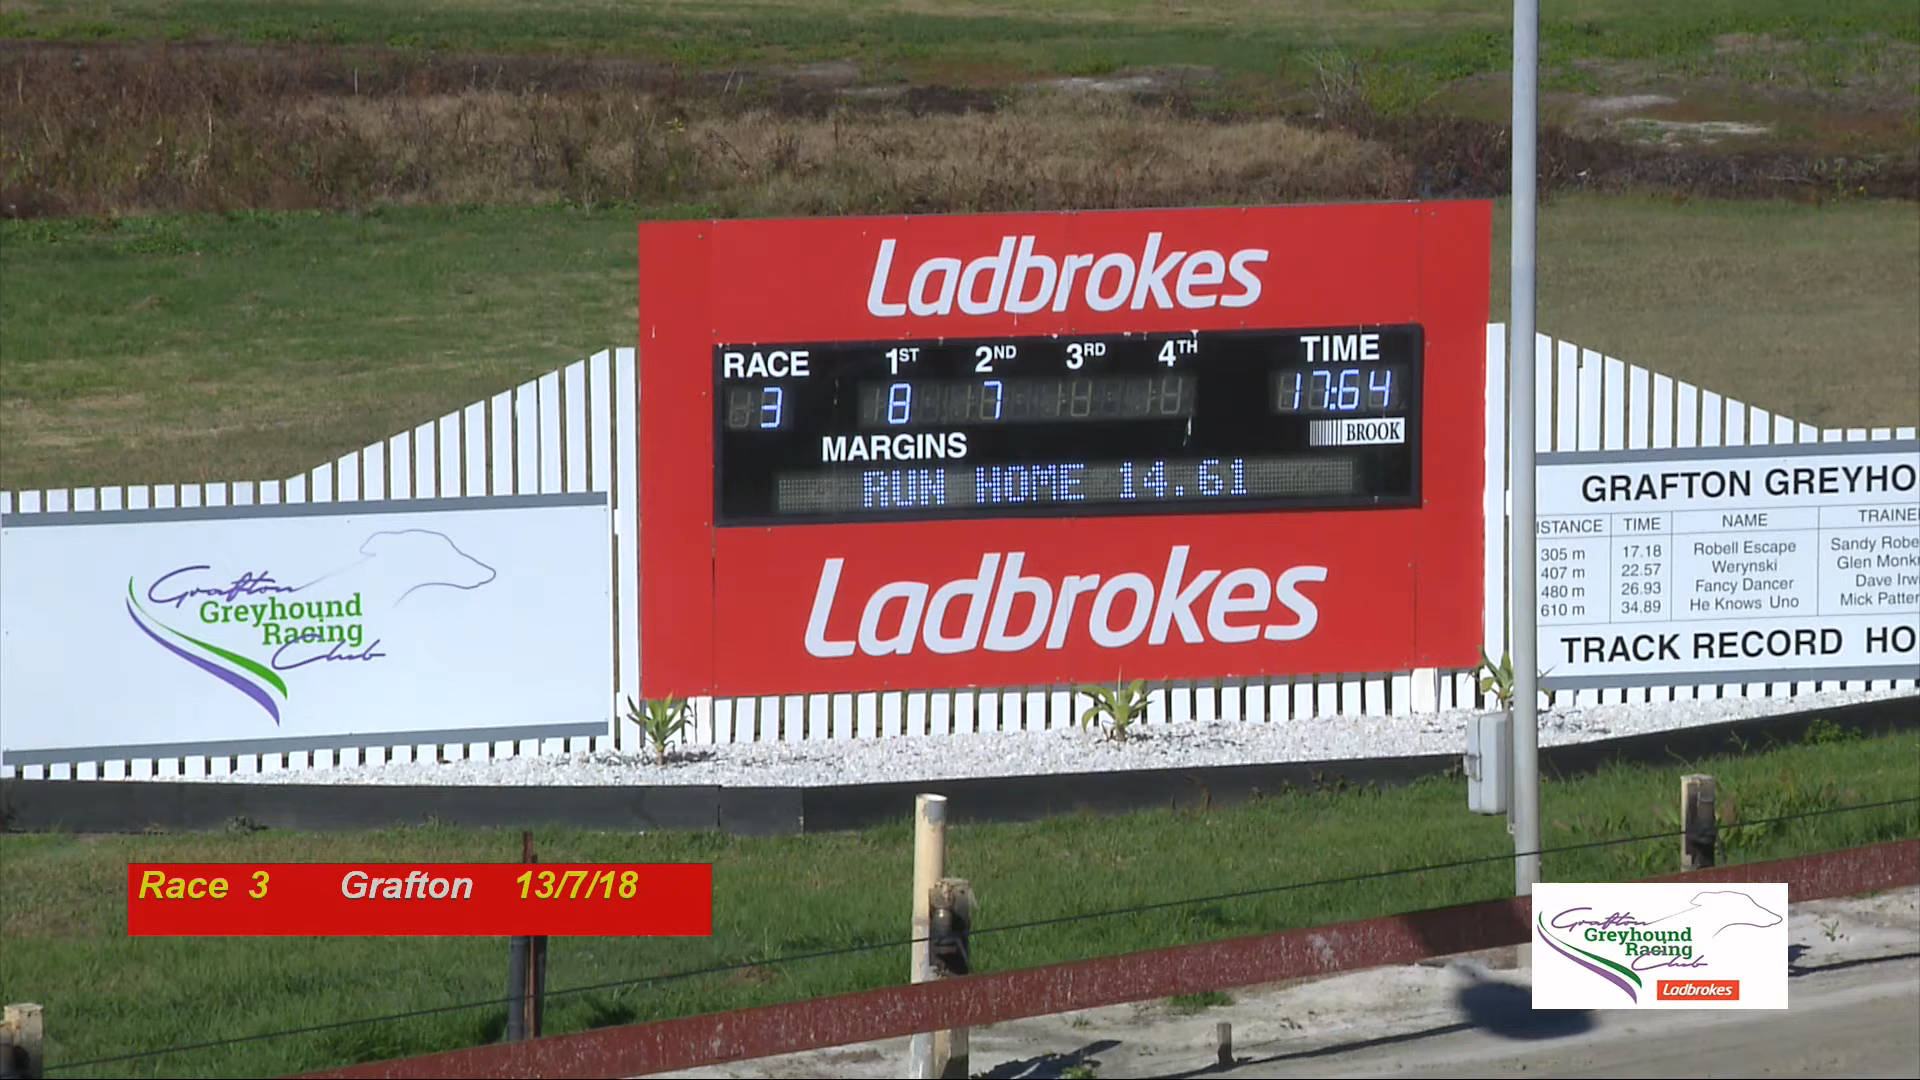 Ladbrokes
RACE 1ST 2ND 3RD 4TH TIME
3 8 7 17:64
MARGINS BROOK
RUN HOME 14.61
Ladbrokes
Grafton
Greyhound
Racing
Club
GRAFTON GREYHO
ISTANCE TIME NAME TRAINE
305 m 17.18 Robell Escape Sandy Robe
407 m 22.57 Werynski Glen Monk
480 m 26.93 Fancy Dancer Dave Irwi
610 m 34.89 He Knows Uno Mick Patter
TRACK RECORD HO
Race 3 Grafton 13/7/18
Grafton
Greyhound
Racing
Club
Ladbrokes